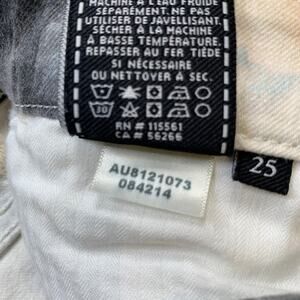 MACHINE À L'EAU FROIDE
SÉPARÉMENT. NE PAS
UTILISER DE JAVELLISANT.
SÉCHER À LA MACHINE
À BASSE TEMPÉRATURE.
REPASSER AU FER TIÈDE
SI NÉCESSAIRE
OU NETTOYER À SEC.
30
RN # 115561
CA # 56266
AU8121073
084214
25